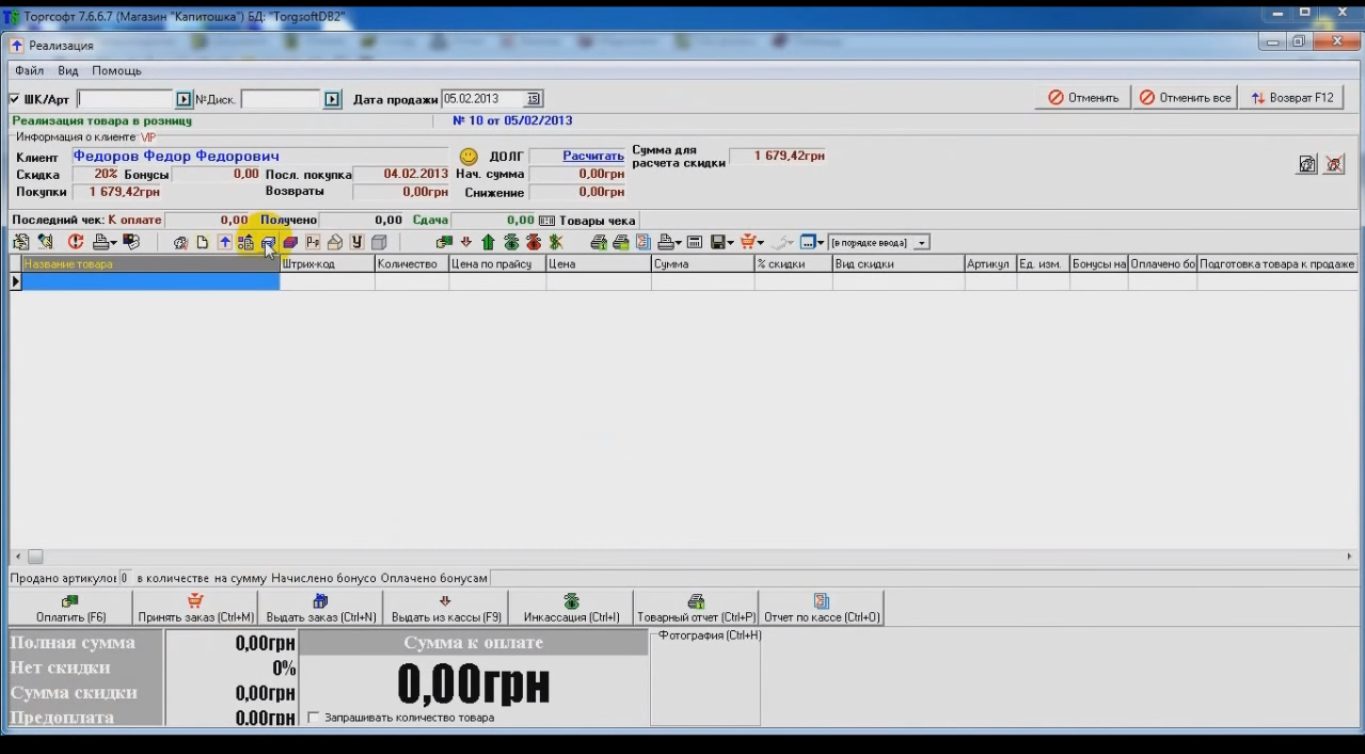 Торгсофт 7.6.6.7 (Магазин "Капитошка") БД: "TorgsoftDB2"
Реализация
Файл Вид Помощь
ШК/Арт №Диск. Дата продажи 05.02.2013 15 Отменить Отменить все Возврат F12
Реализация товара в розницу № 10 от 05/02/2013
Информация о клиенте VIP
Клиент Федоров Федор Федорович ДОЛГ Расчитать Сумма для расчета скидки 1 679,42грн
Скидка 20% Бонусы 0,00 Посл. покупка 04.02.2013 Нач. сумма 0,00грн
Покупки 1 679,42грн Возвраты 0,00грн Снижение 0,00грн
Последний чек: К оплате 0,00 Получено 0,00 Сдача 0,00 Товары чека
[в порядке ввода]
Название товара Штрих-код Количество Цена по прайсу Цена Сумма % скидки Вид скидки Артикул Ед. изм. Бонусы на Оплачено бо Подготовка товара к продаже
Продано артикулов 0 в количестве на сумму Начислено бонусо Оплачено бонусам
Оплатить (F6) Принять заказ (Ctrl+M) Выдать заказ (Ctrl+N) Выдать из кассы (F9) Инкассация (Ctrl+I) Товарный отчет (Ctrl+P) Отчет по кассе (Ctrl+O)
Полная сумма 0,00грн Сумма к оплате Фотография (Ctrl+H)
Нет скидки 0%
0,00грн
Сумма скидки 0,00грн
Предоплата 0,00грн Запрашивать количество товара